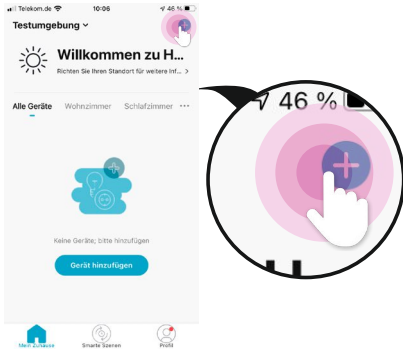 Telekom.de 10:06 46 %
Testumgebung
Willkommen zu H...
Richten Sie Ihren Standort für weitere Inf... >
Alle Geräte Wohnzimmer Schlafzimmer ...
Keine Geräte, bitte hinzufügen
Gerät hinzufügen
Mein Zuhause Smarte Szenen Profil
46 %